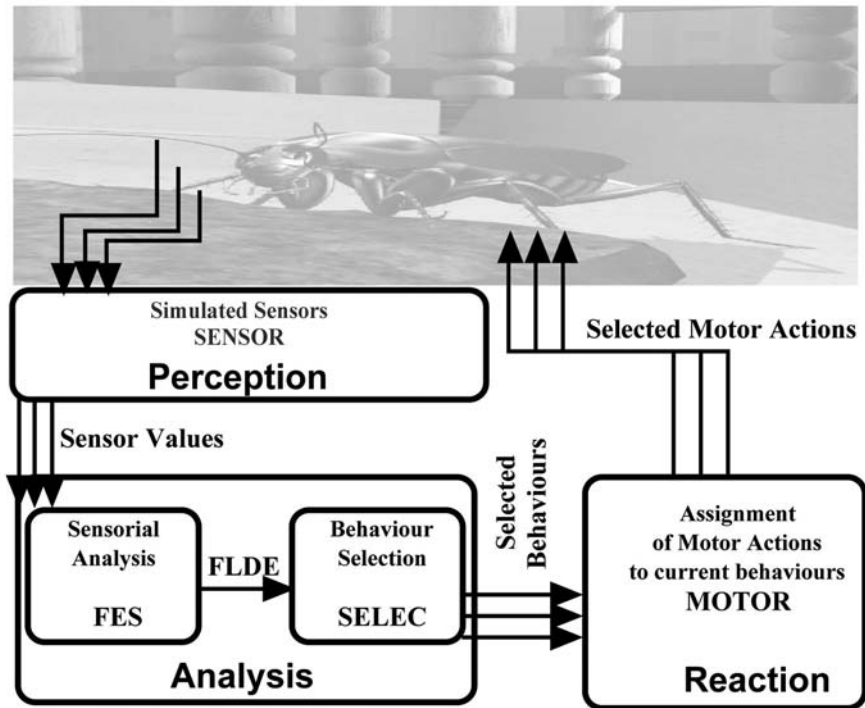 Simulated Sensors
SENSOR
Perception
Selected Motor Actions
Sensor Values
Selected
Behaviours
Sensorial
Analysis
FES
FLDE
Behaviour
Selection
SELEC
Analysis
Assignment
of Motor Actions
to current behaviours
MOTOR
Reaction